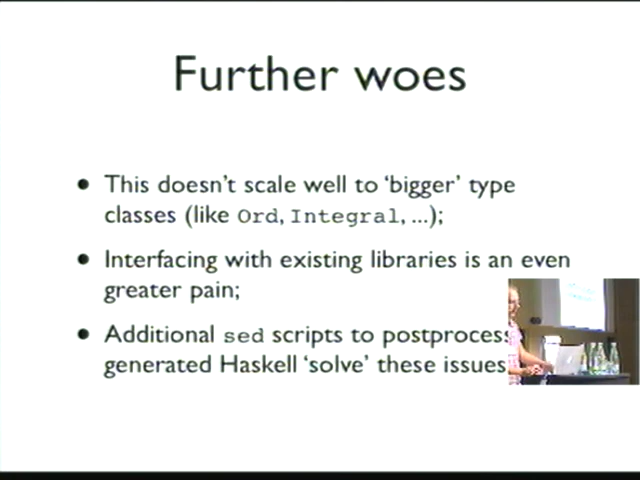 Further woes
This doesn't scale well to 'bigger' type
classes (like Ord, Integral, ...);
Interfacing with existing libraries is an even
greater pain;
Additional sed scripts to postprocess
generated Haskell 'solve' these issues